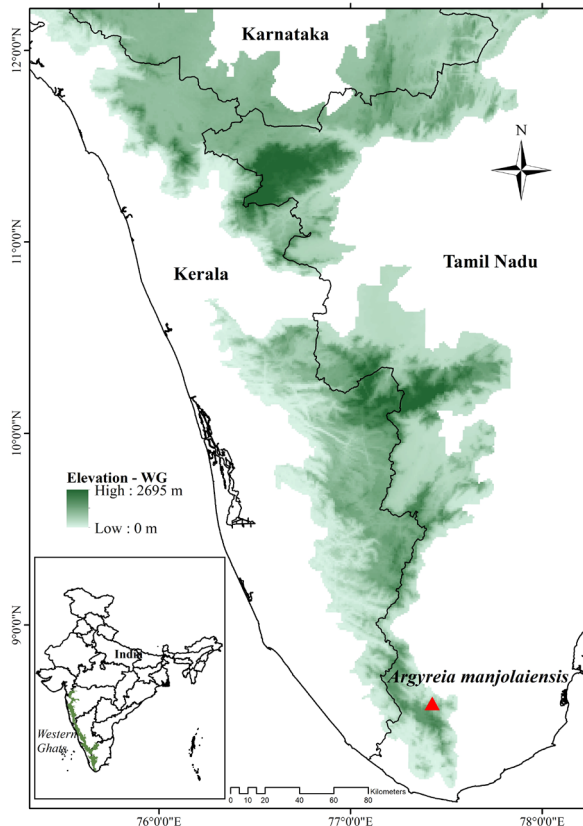 Karnataka
12°0'0"N
N
11°0'0"N
Kerala
Tamil Nadu
10°0'0"N
Elevation - WG
High : 2695 m
Low : 0 m
9°0'0"N
India
Argyreia manjolaiensis
Western
Ghats
Kilometers
0 5 10 20 40 60 80
76°0'0"E
77°0'0"E
78°0'0"E